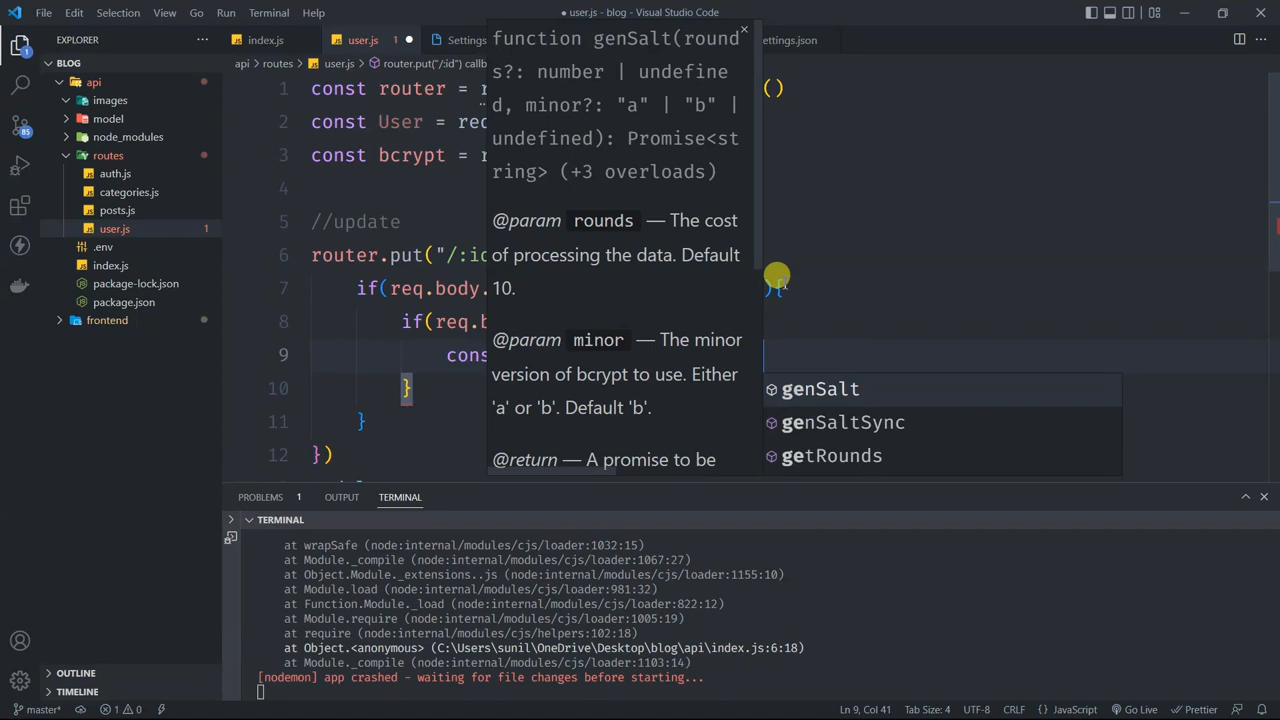 File Edit Selection View Go Run Terminal Help
● user.js - blog - Visual Studio Code
EXPLORER
BLOG
api
images
model
node_modules
routes
auth.js
categories.js
posts.js
user.js 1
.env
index.js
package-lock.json
package.json
frontend
OUTLINE
TIMELINE
1
85
index.js
user.js 1 ●
Settings
ettings.json
api > routes > user.js > router.put("/:id") callb
1 const router = r ()
2 const User = req
3 const bcrypt = r
4
5 //update
6 router.put("/:id
7 if(req.body. ){
8 if(req.b
9 cons
10 }
11 }
12 })
function genSalt(round
s?: number | undefine
d, minor?: "a" | "b" |
undefined): Promise<st
ring> (+3 overloads)
@param rounds — The cost
of processing the data. Default
10.
@param minor — The minor
version of bcrypt to use. Either
'a' or 'b'. Default 'b'.
@return — A promise to be
genSalt
genSaltSync
getRounds
PROBLEMS 1 OUTPUT TERMINAL
TERMINAL
at wrapSafe (node:internal/modules/cjs/loader:1032:15)
at Module._compile (node:internal/modules/cjs/loader:1067:27)
at Object.Module._extensions..js (node:internal/modules/cjs/loader:1155:10)
at Module.load (node:internal/modules/cjs/loader:981:32)
at Function.Module._load (node:internal/modules/cjs/loader:822:12)
at Module.require (node:internal/modules/cjs/loader:1005:19)
at require (node:internal/modules/cjs/helpers:102:18)
at Object.<anonymous> (C:\Users\sunil\OneDrive\Desktop\blog\api\index.js:6:18)
at Module._compile (node:internal/modules/cjs/loader:1103:14)
[nodemon] app crashed - waiting for file changes before starting...
master* 1 0 Ln 9, Col 41 Tab Size: 4 UTF-8 CRLF JavaScript Go Live Prettier